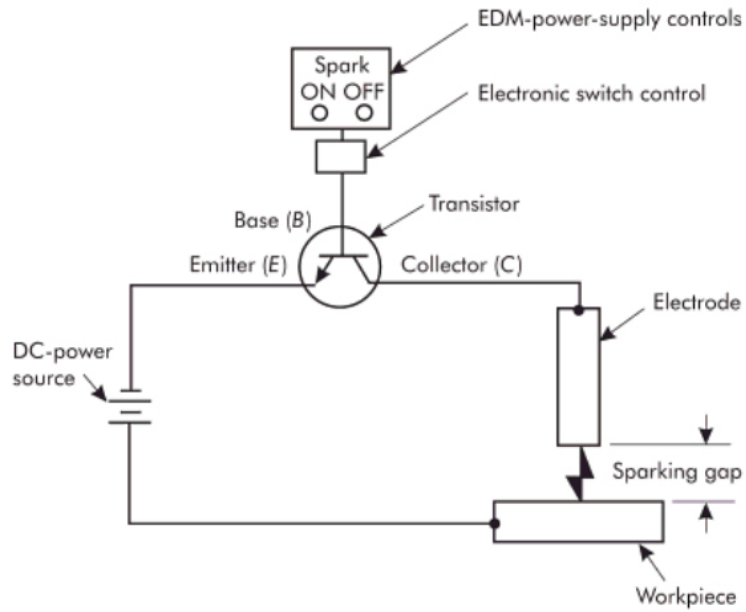 EDM-power-supply controls
Spark
ON OFF
Electronic switch control
Transistor
Base (B)
Emitter (E)
Collector (C)
Electrode
DC-power
source
Sparking gap
Workpiece